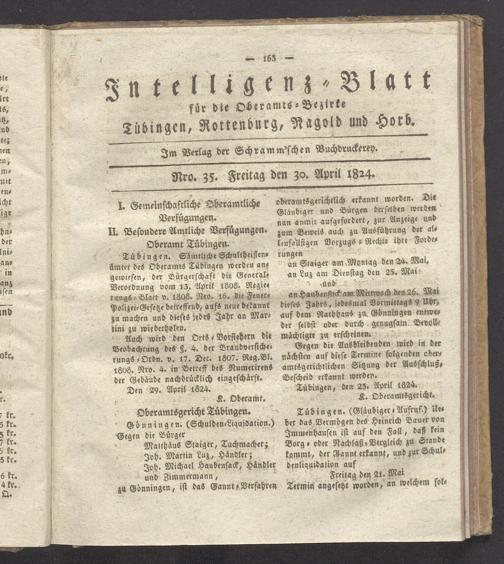 — 163 —
Intelligenz-Blatt
für die Oberamts-Bezirke
Tübingen, Rottenburg, Nagold und Horb.
Im Verlag der Schramm'schen Buchdruckerey.
Nro. 35. Freitag den 30. April 1824.
I. Gemeinschaftliche Oberamtliche
Verfügungen.
II. Besondere Amtliche Verfügungen.
Oberamt Tübingen.
Tübingen. Sämtliche Schultheißen-
ämter des Oberamts Tübingen werden an-
gewiesen, der Bürgerschaft die General-
Verordnung vom 13. April 1808. Regie-
rungs-Blatt v. 1808. Nro. 16. die Feuer-
Polizei-Gesetze betreffend, aufs neue bekannt
zu machen und dieses jedes Jahr an Mar-
tini zu wiederholen.
Auch wird den Orts-Vorstehern die
Beobachtung des §. 4. der Brandversiche-
rungs-Ordn. v. 17. Dec. 1807. Reg.Bl.
1808. Nro. 4. in Betreff des Numerirens
der Gebäude nachdrücklich eingeschärft.
Den 29. April 1824.
K. Oberamt.
Oberamtsgericht Tübingen.
Gönningen. (Schulden-Liquidation.)
Gegen die Bürger
Matthäus Staiger, Tuchmacher;
Joh. Martin Luz, Händler;
Joh. Michael Haubensack, Händler
und Zimmermann,
zu Gönningen, ist das Gannt-Verfahren
oberamtsgerichtlich erkannt worden. Die
Gläubiger und Bürgen derselben werden
nun anmit aufgefordert, zur Anzeige und
zum Beweis auch zu Ausführung der al-
lenfallsigen Vorzugs-Rechte ihre Forde-
rungen
an Staiger am Montag den 24. Mai,
an Luz am Dienstag den 25. Mai
und
an Haubensack am Mittwoch den 26. Mai
dieses Jahrs, jedesmal Vormittags 9 Uhr,
auf dem Rathhaus zu Gönningen entwe-
der selbst oder durch genugsam Bevoll-
mächtigte zu erscheinen.
Gegen die Ausbleibenden wird in der
nächsten auf diese Termine folgenden ober-
amtsgerichtlichen Sitzung der Ausschluß-
Bescheid erkannt werden.
Tübingen, den 23. April 1824.
K. Oberamtsgericht.
Tübingen. (Gläubiger-Aufruf.) Ue-
ber das Vermögen des Heinrich Bauer von
Immenhausen ist auf den Fall, daß kein
Borg- oder Nachlaß-Vergleich zu Stande
kommt, der Gannt erkannt, und zur Schul-
denliquidation auf
Freitag den 21. Mai
Termin angesetzt worden, an welchem sol-